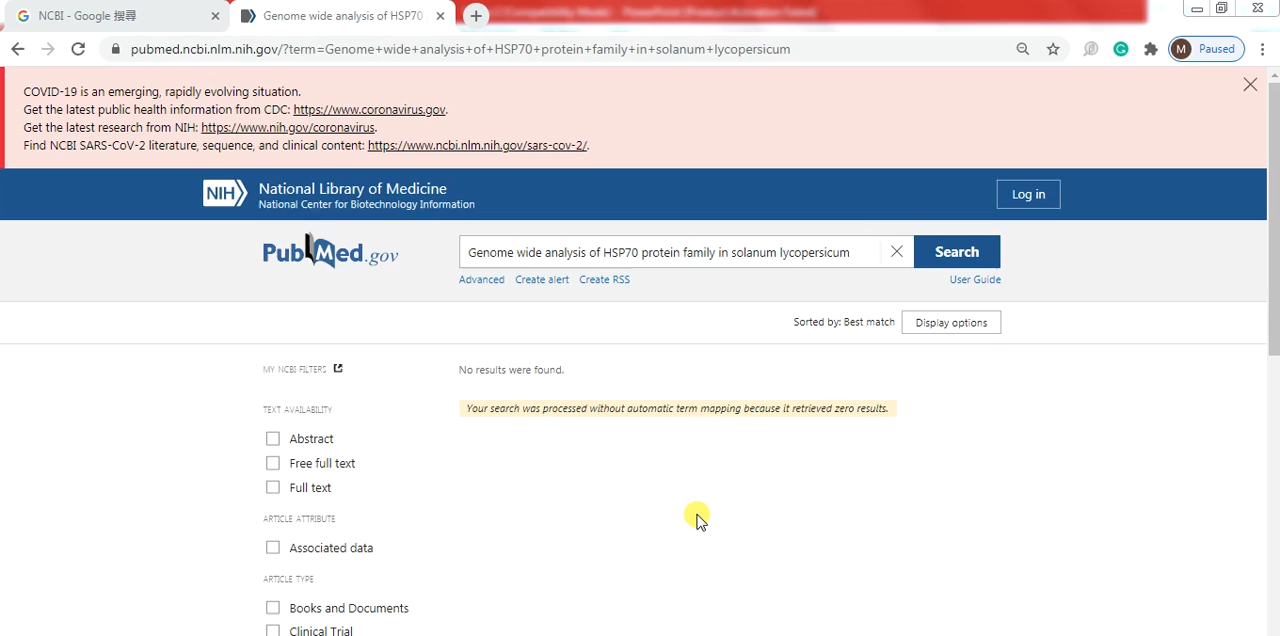 NCBI - Google 搜尋
Genome wide analysis of HSP70
pubmed.ncbi.nlm.nih.gov/?term=Genome+wide+analysis+of+HSP70+protein+family+in+solanum+lycopersicum
M Paused
COVID-19 is an emerging, rapidly evolving situation.
Get the latest public health information from CDC: https://www.coronavirus.gov.
Get the latest research from NIH: https://www.nih.gov/coronavirus.
Find NCBI SARS-CoV-2 literature, sequence, and clinical content: https://www.ncbi.nlm.nih.gov/sars-cov-2/.
NIH National Library of Medicine
National Center for Biotechnology Information
Log in
PubMed.gov
Genome wide analysis of HSP70 protein family in solanum lycopersicum
Search
Advanced Create alert Create RSS
User Guide
Sorted by: Best match Display options
MY NCBI FILTERS
No results were found.
Your search was processed without automatic term mapping because it retrieved zero results.
TEXT AVAILABILITY
Abstract
Free full text
Full text
ARTICLE ATTRIBUTE
Associated data
ARTICLE TYPE
Books and Documents
Clinical Trial